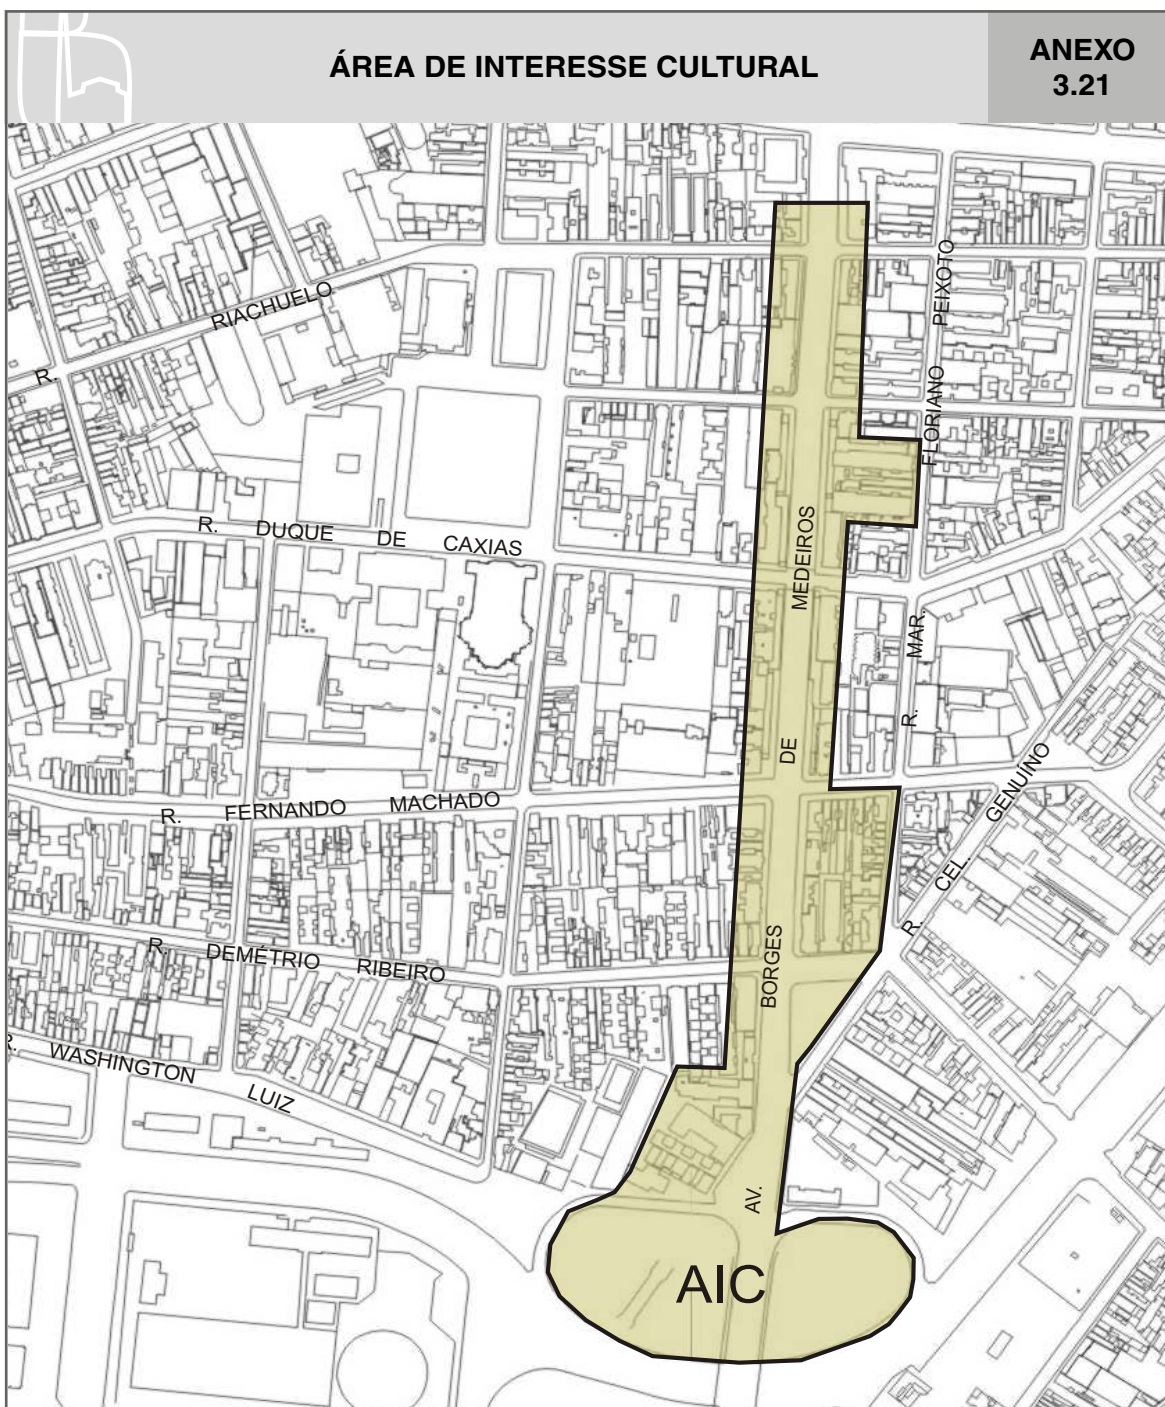 ÁREA DE INTERESSE CULTURAL
ANEXO
3.21
R. RIACHUELO
FLORIANO PEIXOTO
R. DUQUE DE CAXIAS
R. MAR.
AV. BORGES DE MEDEIROS
R. CEL. GENUÍNO
R. FERNANDO MACHADO
R. DEMÉTRIO RIBEIRO
R. WASHINGTON LUIZ
AIC